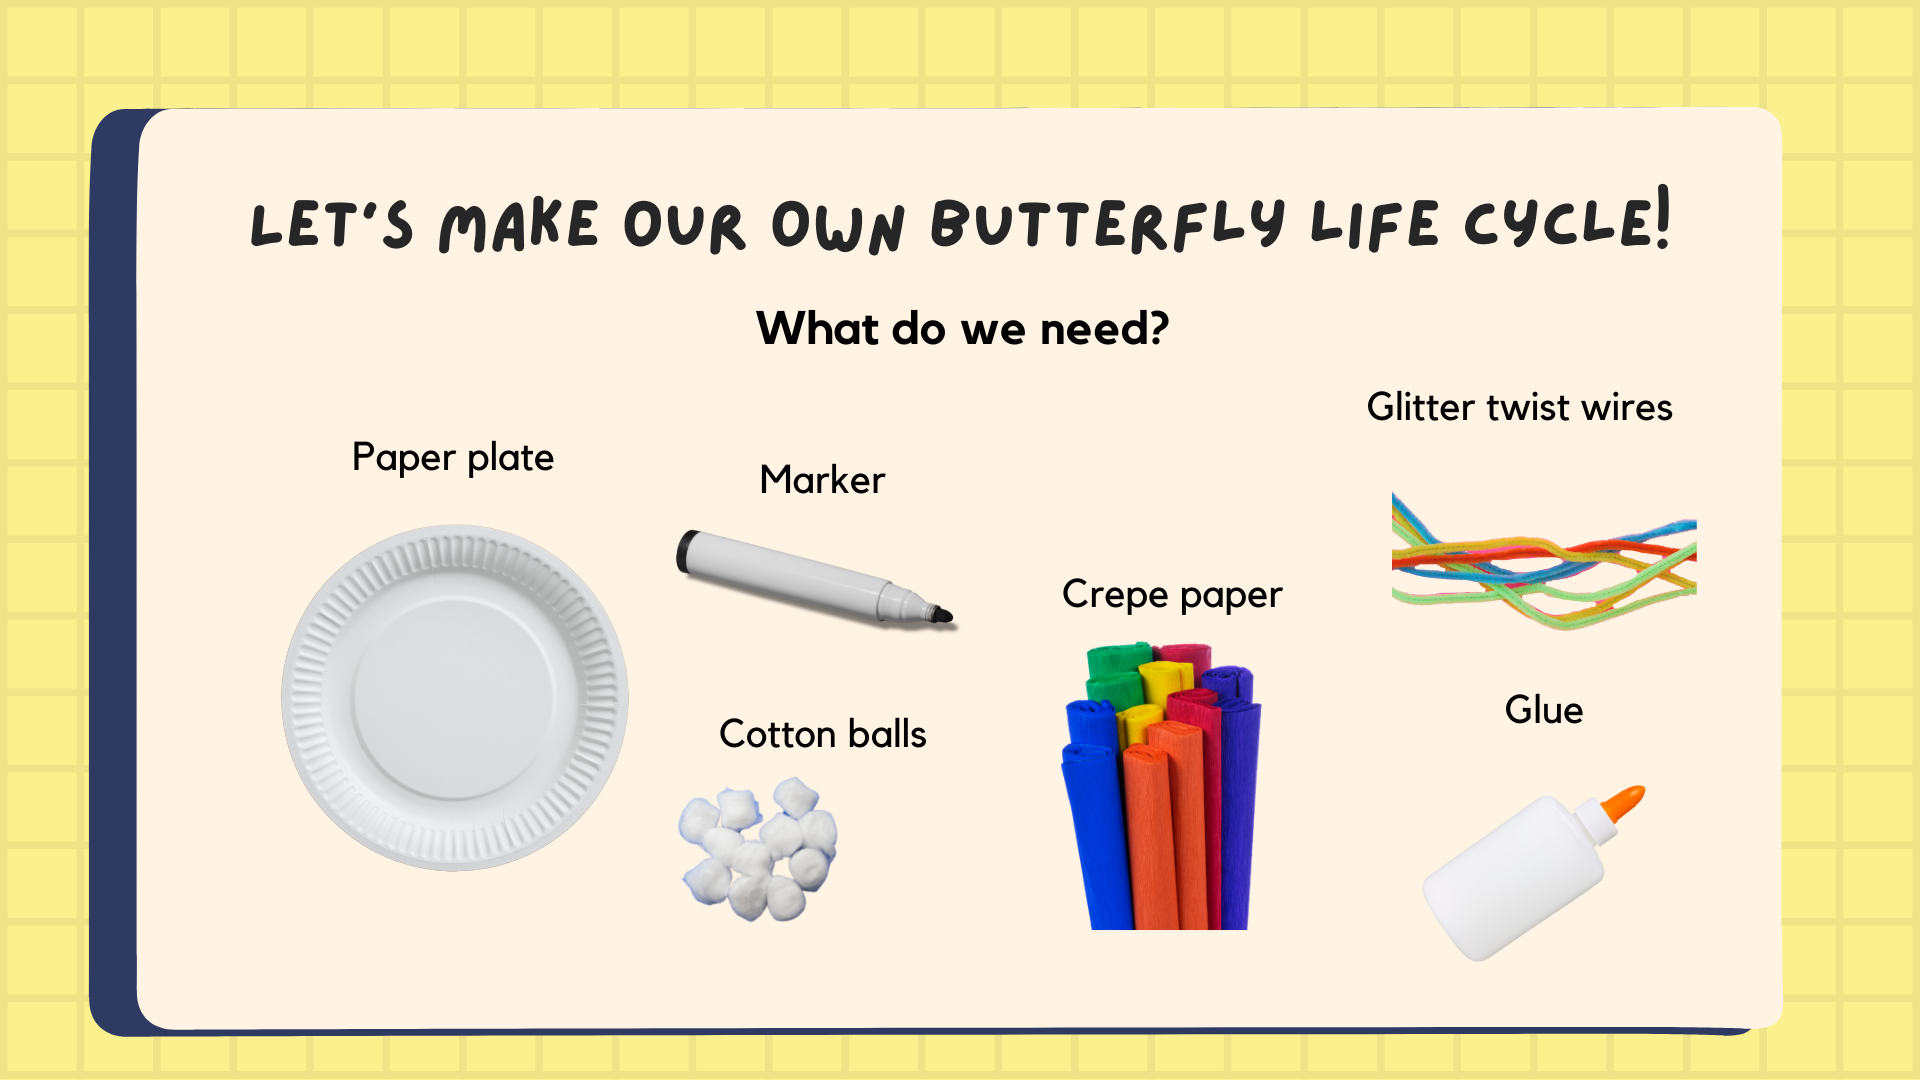 LET'S MAKE OUR OWN BUTTERFLY LIFE CYCLE!
What do we need?
Glitter twist wires
Paper plate
Marker
Crepe paper
Glue
Cotton balls